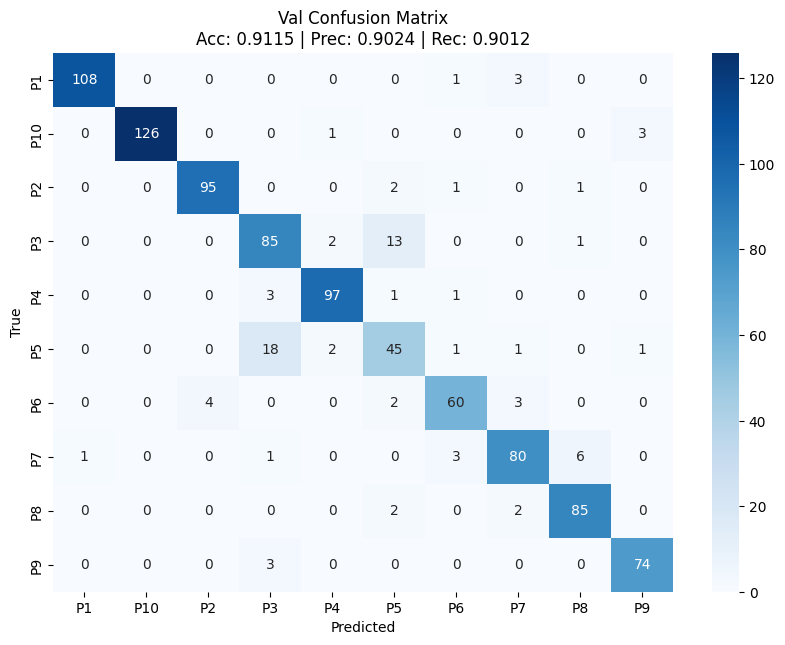 Val Confusion Matrix
Acc: 0.9115 | Prec: 0.9024 | Rec: 0.9012
P1 108 0 0 0 0 0 1 3 0 0
P10 0 126 0 0 1 0 0 0 0 3
P2 0 0 95 0 0 2 1 0 1 0
P3 0 0 0 85 2 13 0 0 1 0
P4 0 0 0 3 97 1 1 0 0 0
P5 0 0 0 18 2 45 1 1 0 1
P6 0 0 4 0 0 2 60 3 0 0
P7 1 0 0 1 0 0 3 80 6 0
P8 0 0 0 0 0 2 0 2 85 0
P9 0 0 0 3 0 0 0 0 0 74
P1 P10 P2 P3 P4 P5 P6 P7 P8 P9
Predicted
True
120
100
80
60
40
20
0